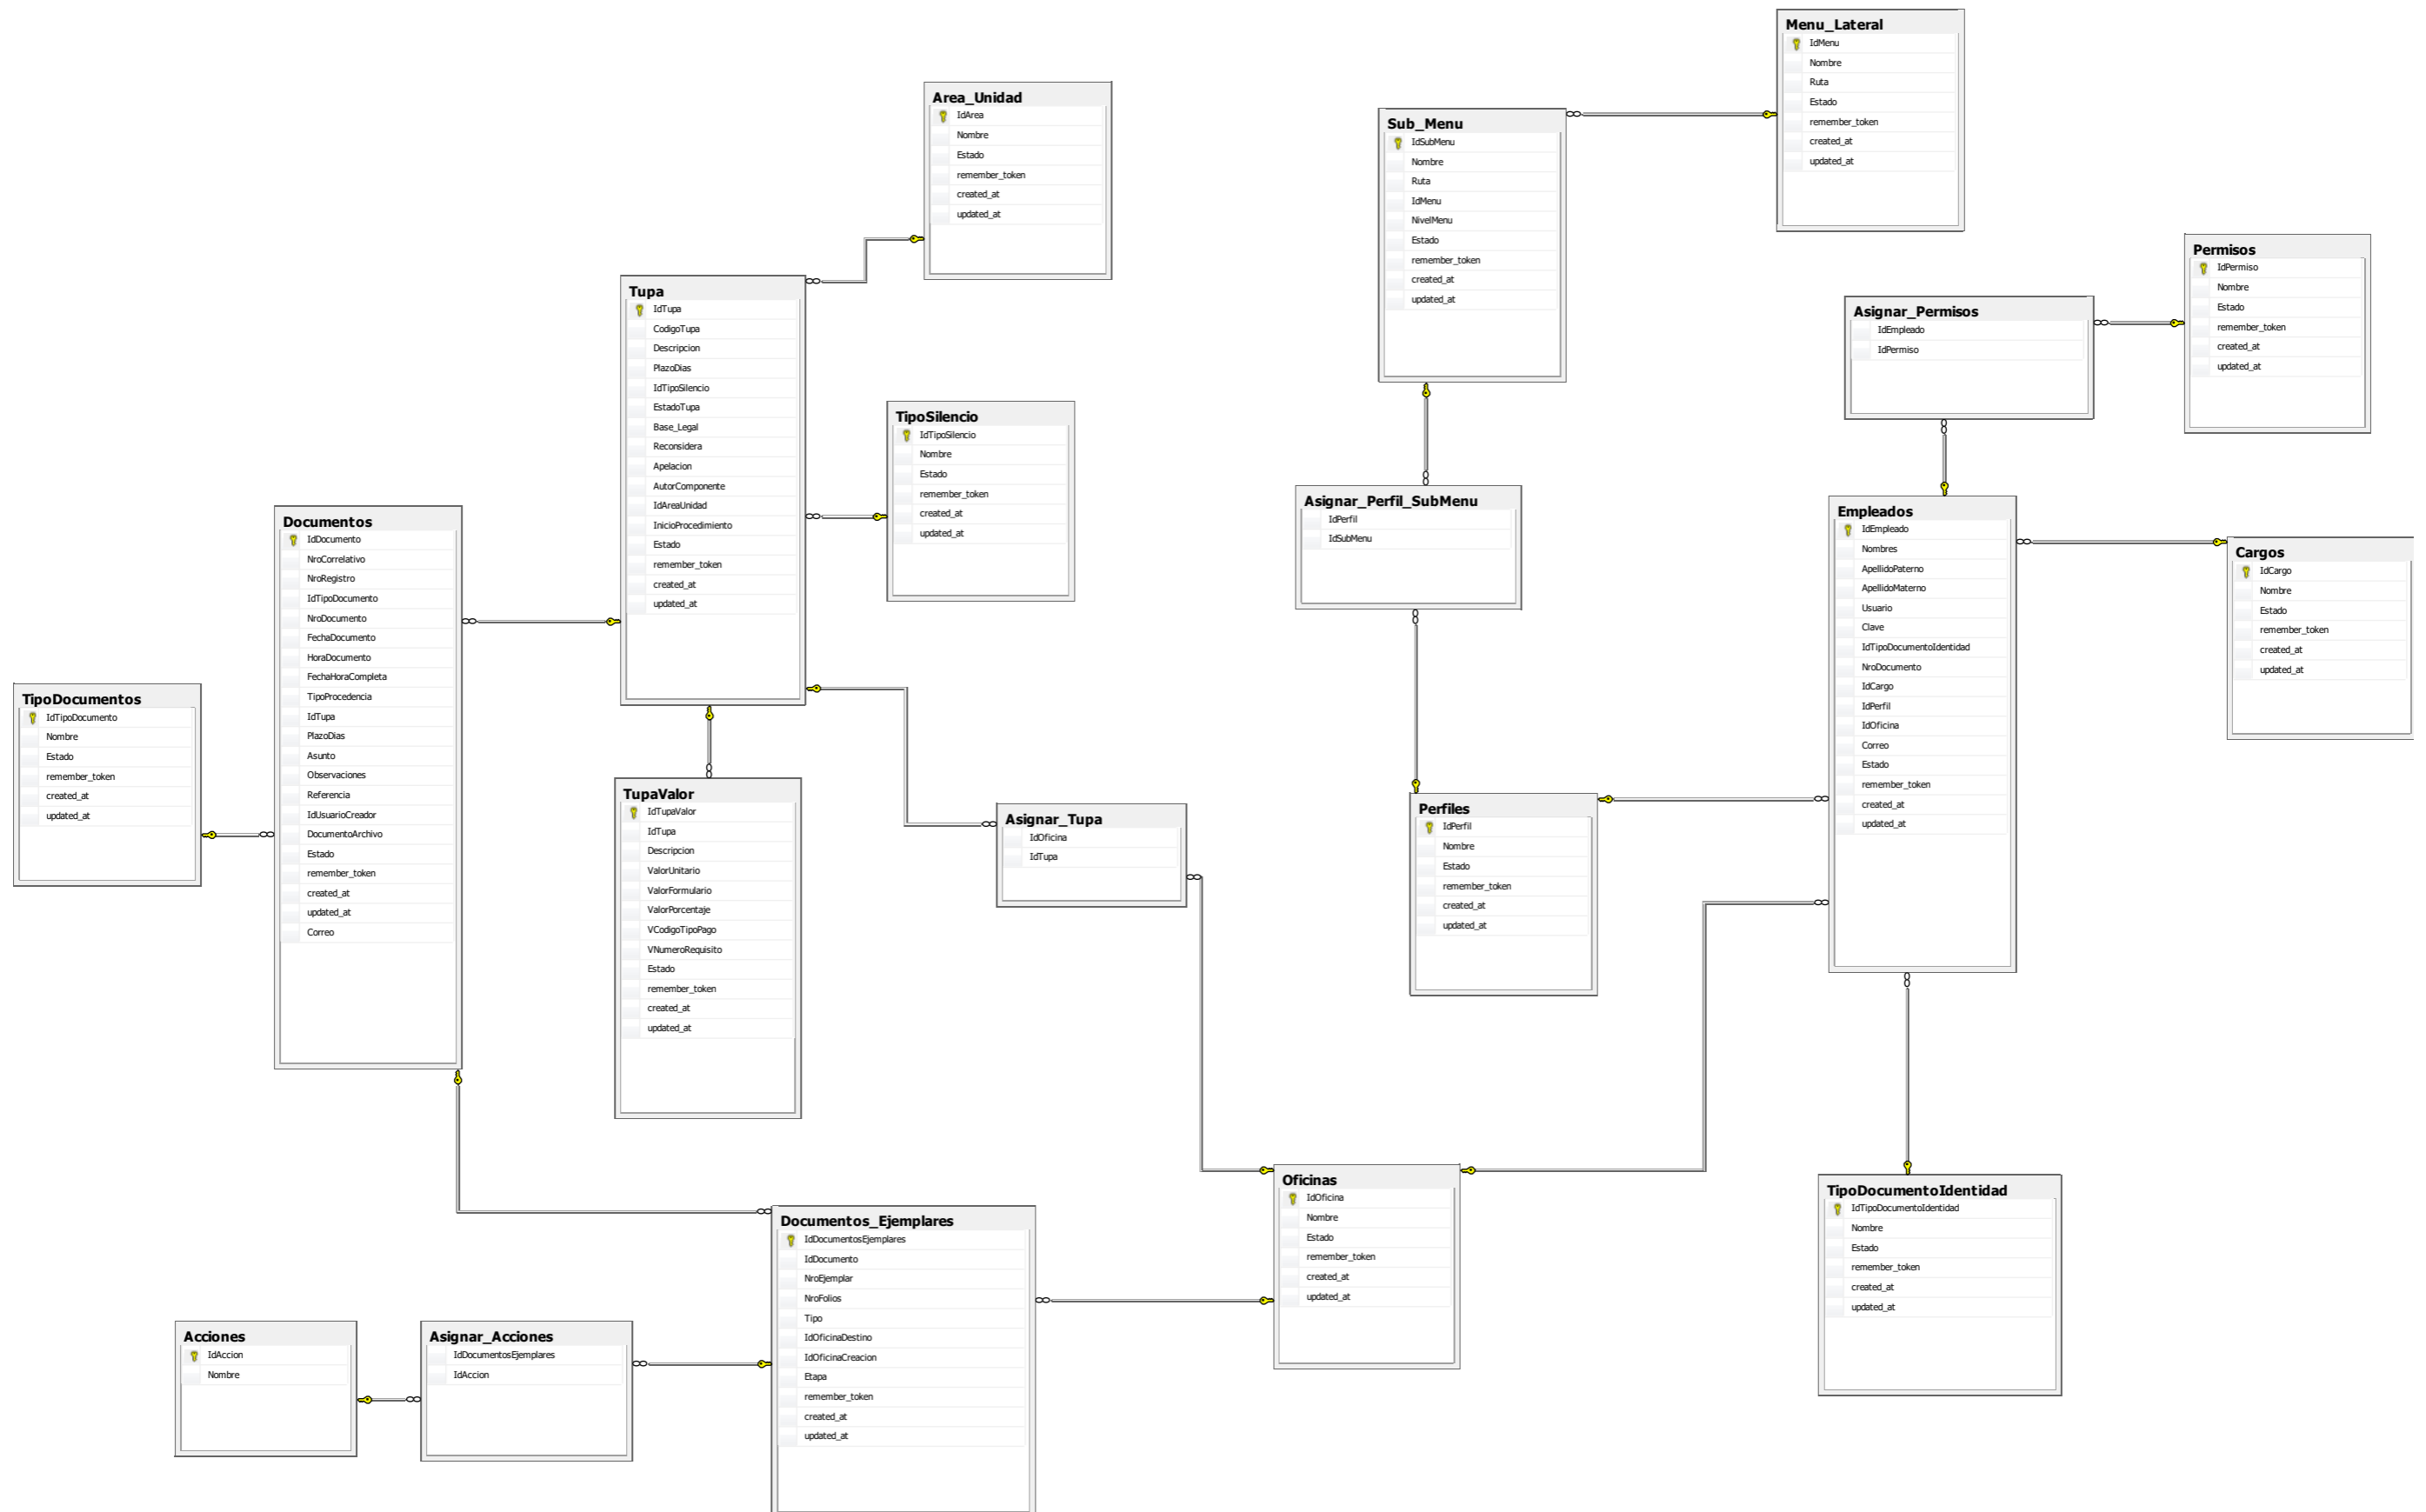 Menu_Lateral
IdMenu
Nombre
Ruta
Estado
remember_token
created_at
updated_at
Area_Unidad
IdArea
Nombre
Estado
remember_token
created_at
updated_at
Sub_Menu
IdSubMenu
Nombre
Ruta
IdMenu
NivelMenu
Estado
remember_token
created_at
updated_at
Permisos
IdPermiso
Nombre
Estado
remember_token
created_at
updated_at
Tupa
IdTupa
CodigoTupa
Descripcion
PlazoDias
IdTipoSilencio
EstadoTupa
Base_Legal
Reconsidera
Apelacion
AutorComponente
IdAreaUnidad
InicioProcedimiento
Estado
remember_token
created_at
updated_at
Asignar_Permisos
IdEmpleado
IdPermiso
TipoSilencio
IdTipoSilencio
Nombre
Estado
remember_token
created_at
updated_at
Asignar_Perfil_SubMenu
IdPerfil
IdSubMenu
Empleados
IdEmpleado
Nombres
ApellidoPaterno
ApellidoMaterno
Usuario
Clave
IdTipoDocumentoIdentidad
NroDocumento
IdCargo
IdPerfil
IdOficina
Correo
Estado
remember_token
created_at
updated_at
Documentos
IdDocumento
NroCorrelativo
NroRegistro
IdTipoDocumento
NroDocumento
FechaDocumento
HoraDocumento
FechaHoraCompleta
TipoProcedencia
IdTupa
PlazoDias
Asunto
Observaciones
Referencia
IdUsuarioCreador
DocumentoArchivo
Estado
remember_token
created_at
updated_at
Correo
Cargos
IdCargo
Nombre
Estado
remember_token
created_at
updated_at
TipoDocumentos
IdTipoDocumento
Nombre
Estado
remember_token
created_at
updated_at
TupaValor
IdTupaValor
IdTupa
Descripcion
ValorUnitario
ValorFormulario
ValorPorcentaje
VCodigoTipoPago
VNumeroRequisito
Estado
remember_token
created_at
updated_at
Asignar_Tupa
IdOficina
IdTupa
Perfiles
IdPerfil
Nombre
Estado
remember_token
created_at
updated_at
Oficinas
IdOficina
Nombre
Estado
remember_token
created_at
updated_at
TipoDocumentoIdentidad
IdTipoDocumentoIdentidad
Nombre
Estado
remember_token
created_at
updated_at
Documentos_Ejemplares
IdDocumentosEjemplares
IdDocumento
NroEjemplar
NroFolios
Tipo
IdOficinaDestino
IdOficinaCreacion
Etapa
remember_token
created_at
updated_at
Acciones
IdAccion
Nombre
Asignar_Acciones
IdDocumentosEjemplares
IdAccion